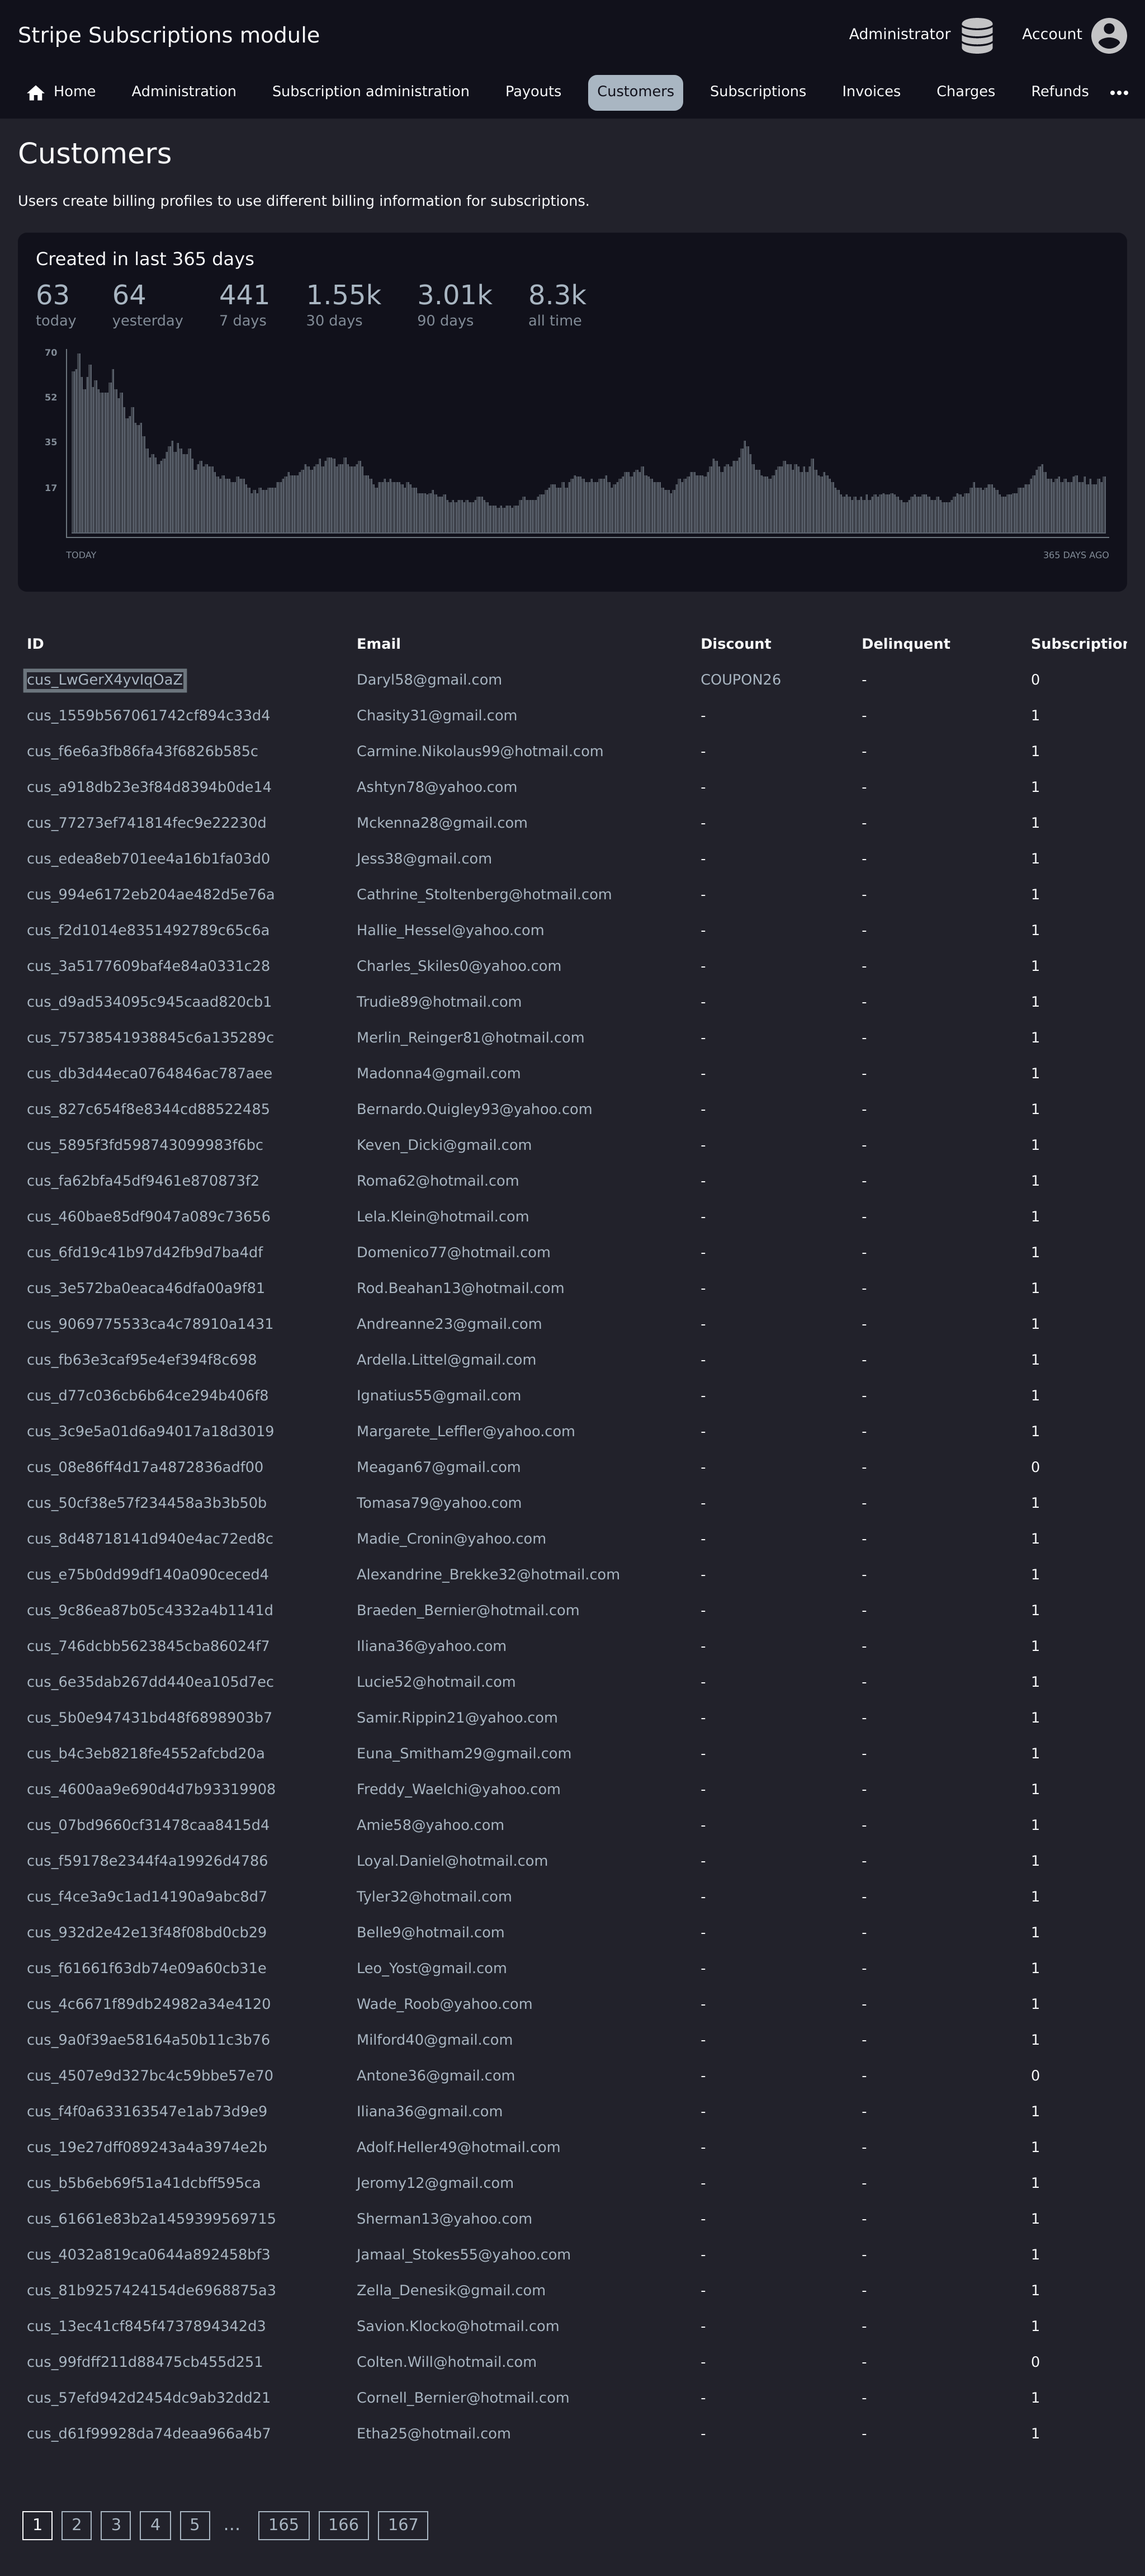 Stripe Subscriptions module
Administrator
Account
Home Administration Subscription administration Payouts Customers Subscriptions Invoices Charges Refunds
Customers
Users create billing profiles to use different billing information for subscriptions.
Created in last 365 days
63 64 441 1.55k 3.01k 8.3k
today yesterday 7 days 30 days 90 days all time
70
52
35
17
TODAY 365 DAYS AGO
ID Email Discount Delinquent Subscription
cus_LwGerX4yvIqOaZ Daryl58@gmail.com COUPON26 - 0
cus_1559b567061742cf894c33d4 Chasity31@gmail.com - - 1
cus_f6e6a3fb86fa43f6826b585c Carmine.Nikolaus99@hotmail.com - - 1
cus_a918db23e3f84d8394b0de14 Ashtyn78@yahoo.com - - 1
cus_77273ef741814fec9e22230d Mckenna28@gmail.com - - 1
cus_edea8eb701ee4a16b1fa03d0 Jess38@gmail.com - - 1
cus_994e6172eb204ae482d5e76a Cathrine_Stoltenberg@hotmail.com - - 1
cus_f2d1014e8351492789c65c6a Hallie_Hessel@yahoo.com - - 1
cus_3a5177609baf4e84a0331c28 Charles_Skiles0@yahoo.com - - 1
cus_d9ad534095c945caad820cb1 Trudie89@hotmail.com - - 1
cus_75738541938845c6a135289c Merlin_Reinger81@hotmail.com - - 1
cus_db3d44eca0764846ac787aee Madonna4@gmail.com - - 1
cus_827c654f8e8344cd88522485 Bernardo.Quigley93@yahoo.com - - 1
cus_5895f3fd598743099983f6bc Keven_Dicki@gmail.com - - 1
cus_fa62bfa45df9461e870873f2 Roma62@hotmail.com - - 1
cus_460bae85df9047a089c73656 Lela.Klein@hotmail.com - - 1
cus_6fd19c41b97d42fb9d7ba4df Domenico77@hotmail.com - - 1
cus_3e572ba0eaca46dfa00a9f81 Rod.Beahan13@hotmail.com - - 1
cus_9069775533ca4c78910a1431 Andreanne23@gmail.com - - 1
cus_fb63e3caf95e4ef394f8c698 Ardella.Littel@gmail.com - - 1
cus_d77c036cb6b64ce294b406f8 Ignatius55@gmail.com - - 1
cus_3c9e5a01d6a94017a18d3019 Margarete_Leffler@yahoo.com - - 1
cus_08e86ff4d17a4872836adf00 Meagan67@gmail.com - - 0
cus_50cf38e57f234458a3b3b50b Tomasa79@yahoo.com - - 1
cus_8d48718141d940e4ac72ed8c Madie_Cronin@yahoo.com - - 1
cus_e75b0dd99df140a090ceced4 Alexandrine_Brekke32@hotmail.com - - 1
cus_9c86ea87b05c4332a4b1141d Braeden_Bernier@hotmail.com - - 1
cus_746dcbb5623845cba86024f7 Iliana36@yahoo.com - - 1
cus_6e35dab267dd440ea105d7ec Lucie52@hotmail.com - - 1
cus_5b0e947431bd48f6898903b7 Samir.Rippin21@yahoo.com - - 1
cus_b4c3eb8218fe4552afcbd20a Euna_Smitham29@gmail.com - - 1
cus_4600aa9e690d4d7b93319908 Freddy_Waelchi@yahoo.com - - 1
cus_07bd9660cf31478caa8415d4 Amie58@yahoo.com - - 1
cus_f59178e2344f4a19926d4786 Loyal.Daniel@hotmail.com - - 1
cus_f4ce3a9c1ad14190a9abc8d7 Tyler32@hotmail.com - - 1
cus_932d2e42e13f48f08bd0cb29 Belle9@hotmail.com - - 1
cus_f61661f63db74e09a60cb31e Leo_Yost@gmail.com - - 1
cus_4c6671f89db24982a34e4120 Wade_Roob@yahoo.com - - 1
cus_9a0f39ae58164a50b11c3b76 Milford40@gmail.com - - 1
cus_4507e9d327bc4c59bbe57e70 Antone36@gmail.com - - 0
cus_f4f0a633163547e1ab73d9e9 Iliana36@gmail.com - - 1
cus_19e27dff089243a4a3974e2b Adolf.Heller49@hotmail.com - - 1
cus_b5b6eb69f51a41dcbff595ca Jeromy12@gmail.com - - 1
cus_61661e83b2a1459399569715 Sherman13@yahoo.com - - 1
cus_4032a819ca0644a892458bf3 Jamaal_Stokes55@yahoo.com - - 1
cus_81b9257424154de6968875a3 Zella_Denesik@gmail.com - - 1
cus_13ec41cf845f4737894342d3 Savion.Klocko@hotmail.com - - 1
cus_99fdff211d88475cb455d251 Colten.Will@hotmail.com - - 0
cus_57efd942d2454dc9ab32dd21 Cornell_Bernier@hotmail.com - - 1
cus_d61f99928da74deaa966a4b7 Etha25@hotmail.com - - 1
1 2 3 4 5 ... 165 166 167